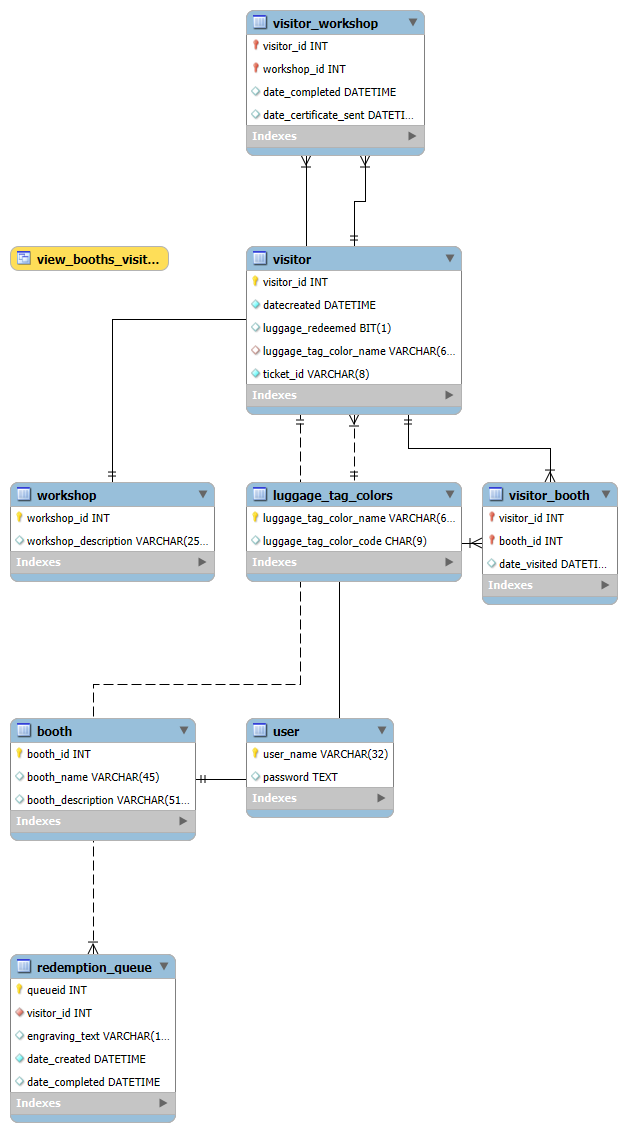 visitor_workshop
visitor_id INT
workshop_id INT
date_completed DATETIME
date_certificate_sent DATETI...
Indexes
view_booths_visit...
visitor
visitor_id INT
datecreated DATETIME
luggage_redeemed BIT(1)
luggage_tag_color_name VARCHAR(6...
ticket_id VARCHAR(8)
Indexes
workshop
workshop_id INT
workshop_description VARCHAR(25...
Indexes
luggage_tag_colors
luggage_tag_color_name VARCHAR(6...
luggage_tag_color_code CHAR(9)
Indexes
visitor_booth
visitor_id INT
booth_id INT
date_visited DATETI...
Indexes
booth
booth_id INT
booth_name VARCHAR(45)
booth_description VARCHAR(51...
Indexes
user
user_name VARCHAR(32)
password TEXT
Indexes
redemption_queue
queueid INT
visitor_id INT
engraving_text VARCHAR(1...
date_created DATETIME
date_completed DATETIME
Indexes